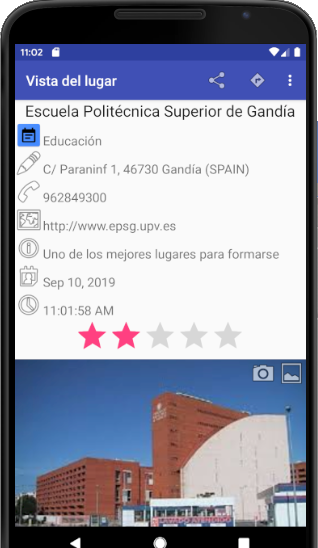 11:02
Vista del lugar
Escuela Politécnica Superior de Gandía
Educación
C/ Paraninf 1, 46730 Gandía (SPAIN)
962849300
http://www.epsg.upv.es
Uno de los mejores lugares para formarse
Sep 10, 2019
11:01:58 AM